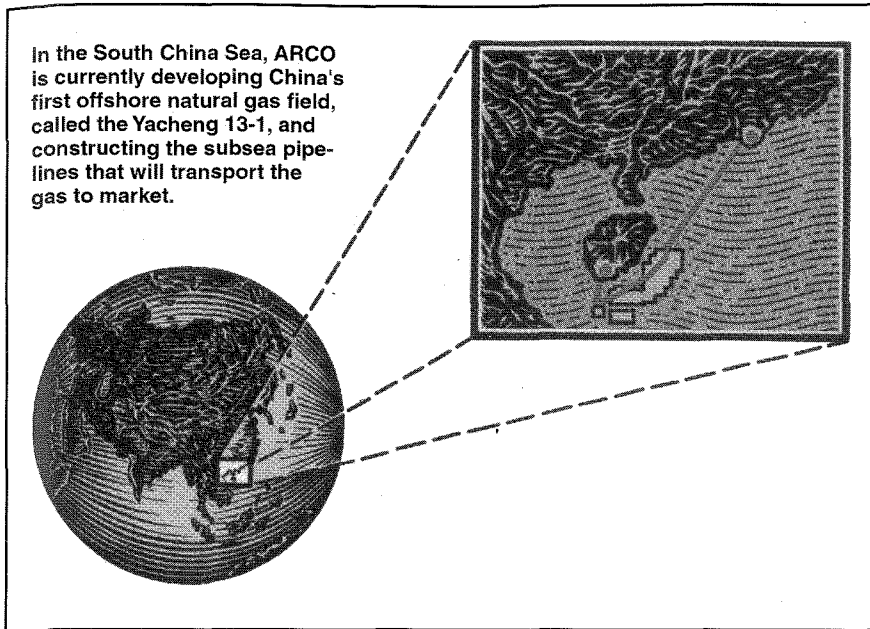 In the South China Sea, ARCO
is currently developing China's
first offshore natural gas field,
called the Yacheng 13-1, and
constructing the subsea pipe-
lines that will transport the
gas to market.